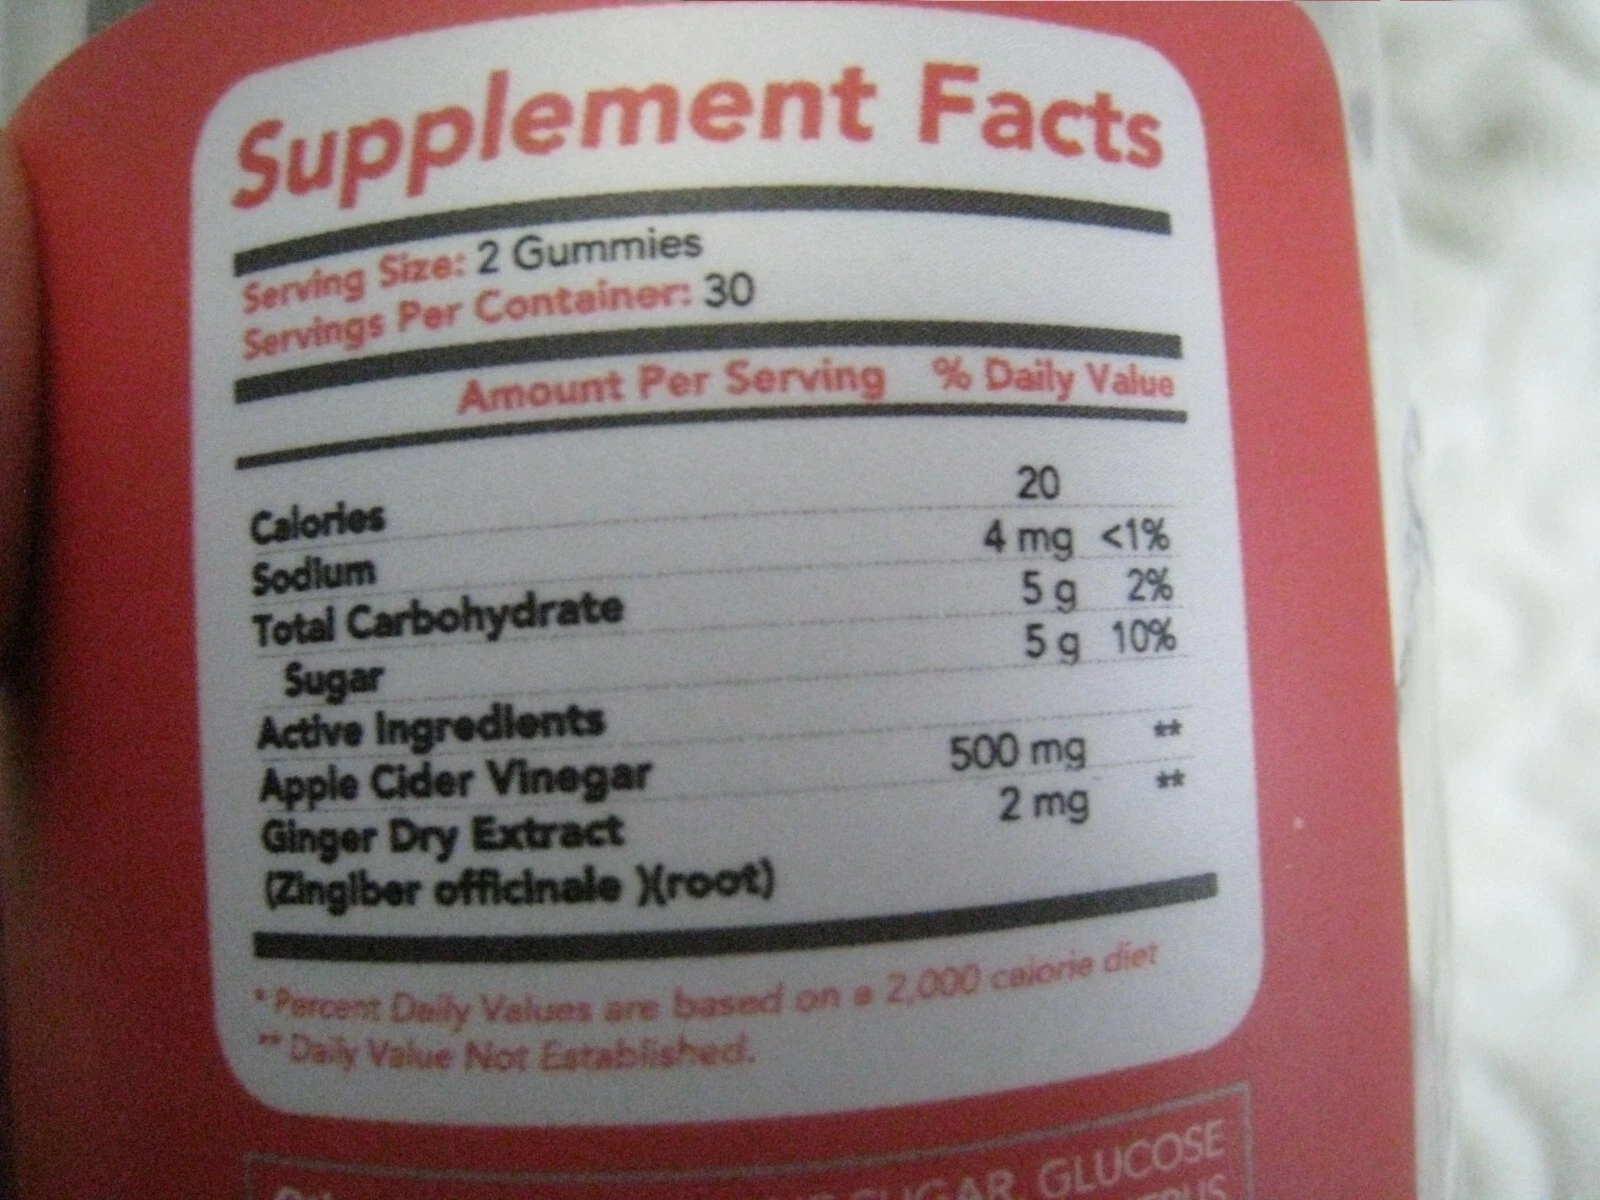 Supplement Facts
Serving Size: 2 Gummies
Servings Per Container: 30
Amount Per Serving % Daily Value
Calories 20
Sodium 4 mg <1%
Total Carbohydrate 5 g 2%
Sugar 5 g 10%
Active Ingredients
Apple Cider Vinegar 500 mg **
Ginger Dry Extract 2 mg **
(Zingiber officinale )(root)
* Percent Daily Values are based on a 2,000 calorie diet
** Daily Value Not Established.
SUGAR, GLUCOSE